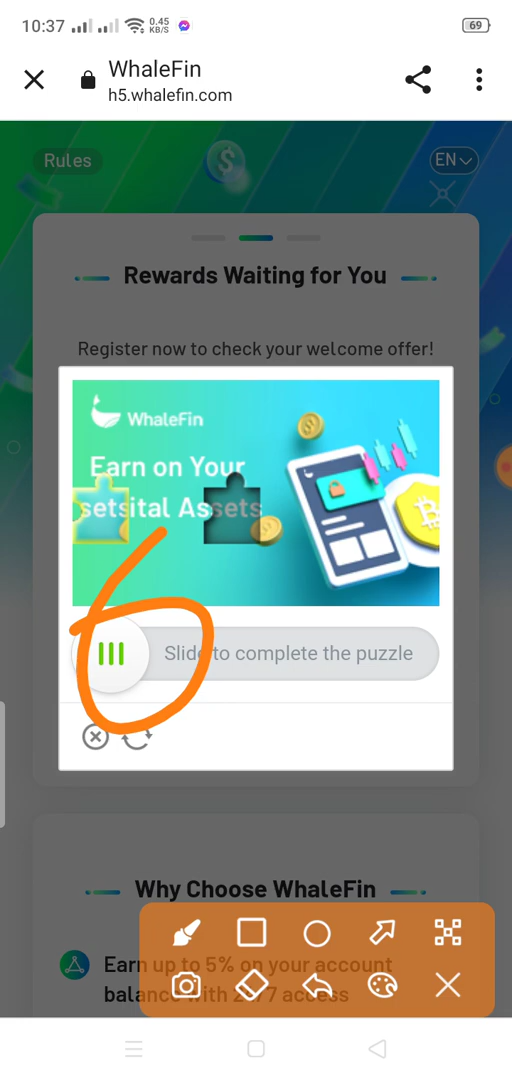 10:37
0.45
KB/S
69
WhaleFin
h5.whalefin.com
Rules
EN
Rewards Waiting for You
Register now to check your welcome offer!
WhaleFin
Earn on Your
setsital Assets
Slide to complete the puzzle
Why Choose WhaleFin
Earn up to 5% on your account
balance with 24/7 access